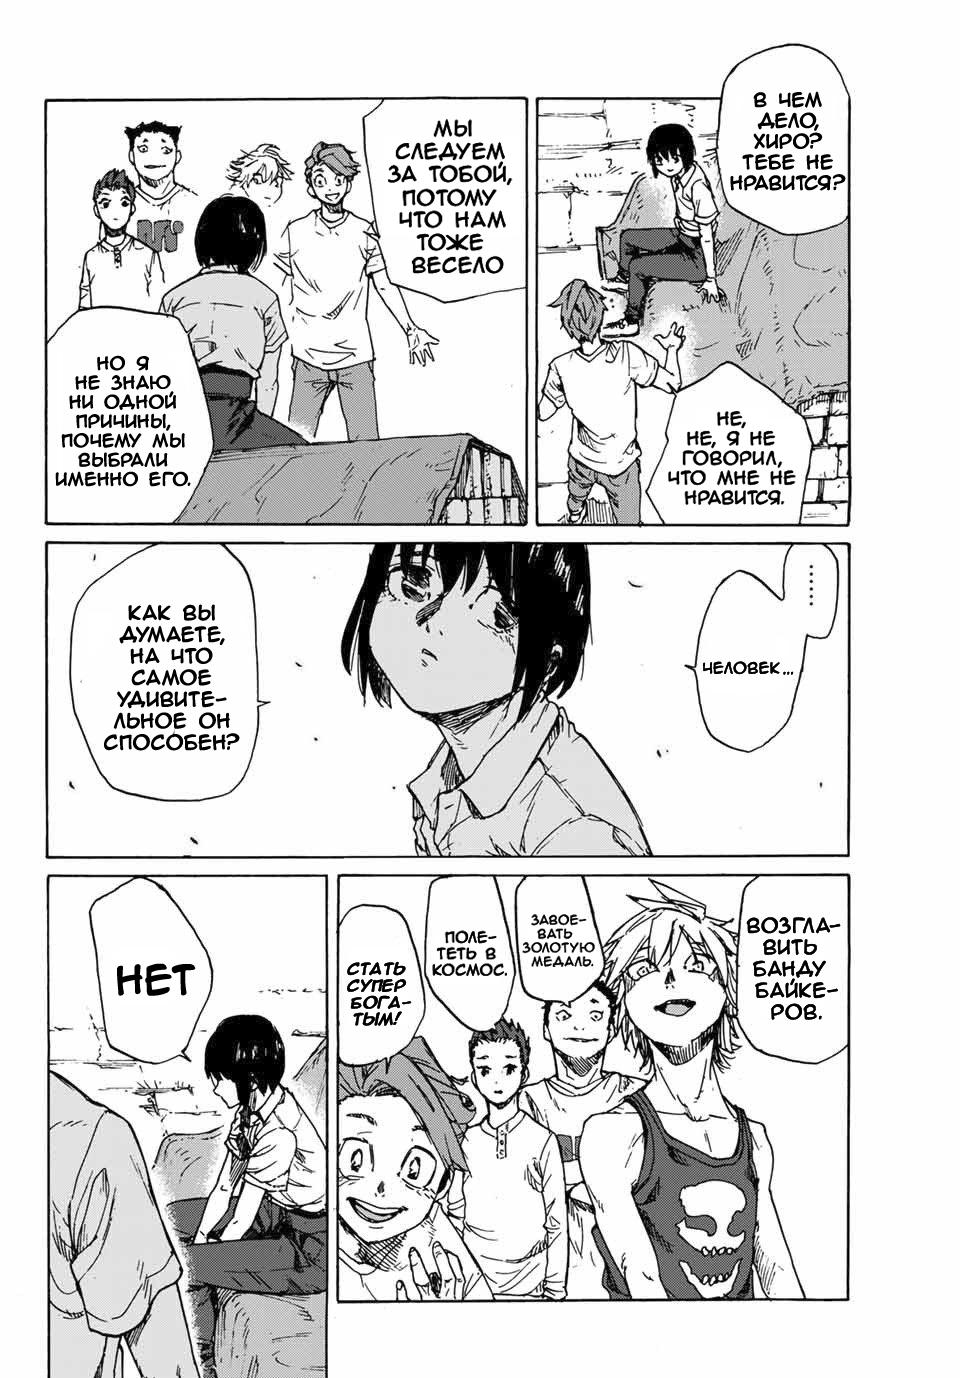 В ЧЕМ
ДЕЛО,
ХИРО?
ТЕБЕ НЕ
НРАВИТСЯ?
НЕ,
НЕ, Я НЕ
ГОВОРИЛ,
ЧТО МНЕ НЕ
НРАВИТСЯ.
МЫ
СЛЕДУЕМ
ЗА ТОБОЙ,
ПОТОМУ
ЧТО НАМ
ТОЖЕ
ВЕСЕЛО
НО Я
НЕ ЗНАЮ
НИ ОДНОЙ
ПРИЧИНЫ,
ПОЧЕМУ МЫ
ВЫБРАЛИ
ИМЕННО ЕГО.
......
ЧЕЛОВЕК...
КАК ВЫ
ДУМАЕТЕ,
НА ЧТО
САМОЕ
УДИВИТЕ-
ЛЬНОЕ ОН
СПОСОБЕН?
ВОЗГЛА-
ВИТЬ
БАНДУ
БАЙКЕ-
РОВ.
ЗАВОЕ-
ВАТЬ
ЗОЛОТУЮ
МЕДАЛЬ.
ПОЛЕ-
ТЕТЬ В
КОСМОС.
СТАТЬ
СУПЕР
БОГА-
ТЫМ!
НЕТ